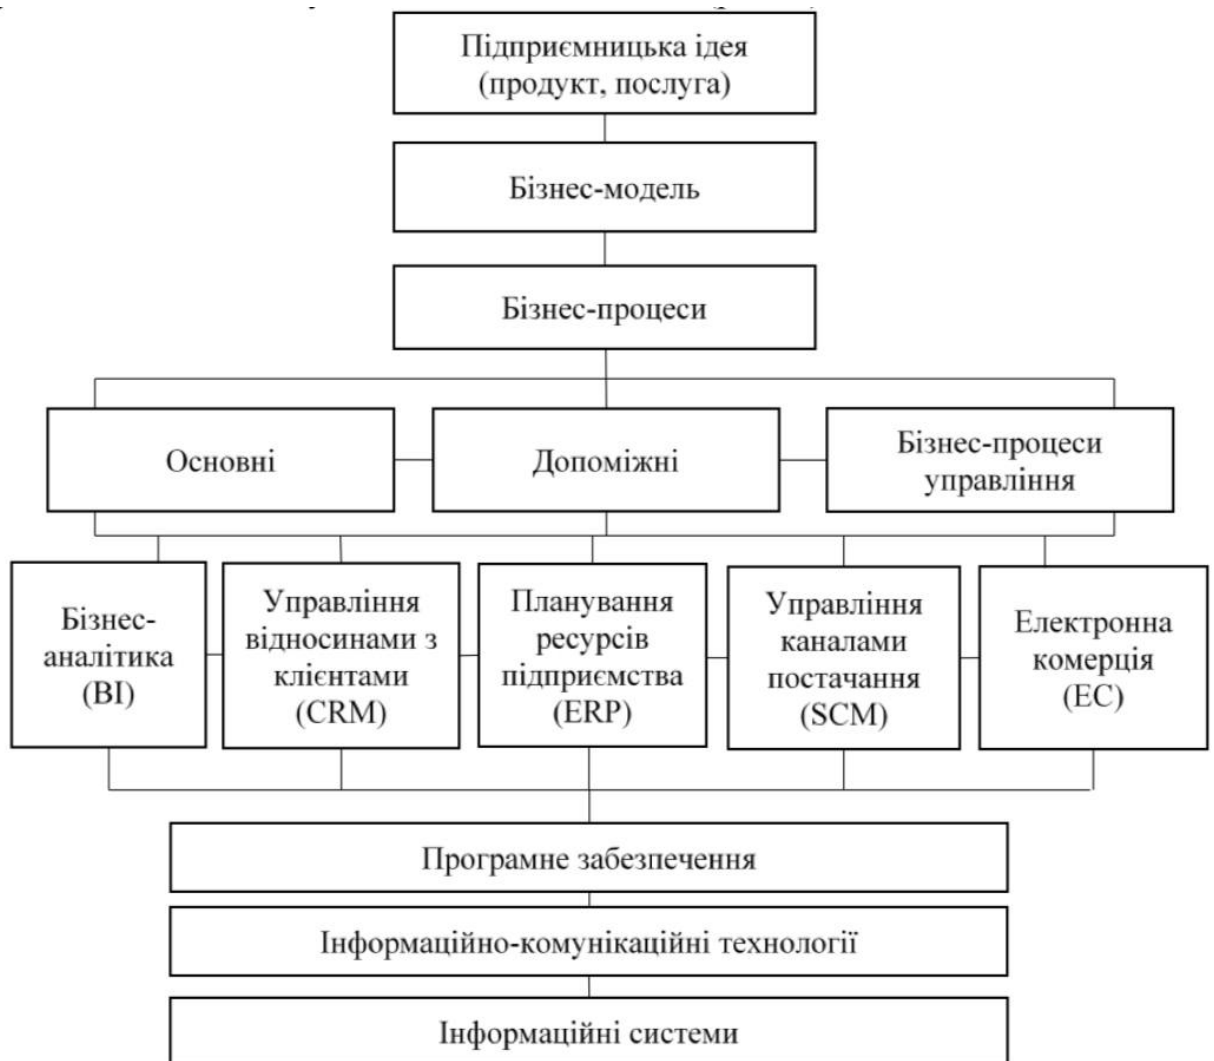 Підприємницька ідея
(продукт, послуга)
Бізнес-модель
Бізнес-процеси
Основні
Допоміжні
Бізнес-процеси
управління
Бізнес-
аналітика
(BI)
Управління
відносинами з
клієнтами
(CRM)
Планування
ресурсів
підприємства
(ERP)
Управління
каналами
постачання
(SCM)
Електронна
комерція
(EC)
Програмне забезпечення
Інформаційно-комунікаційні технології
Інформаційні системи